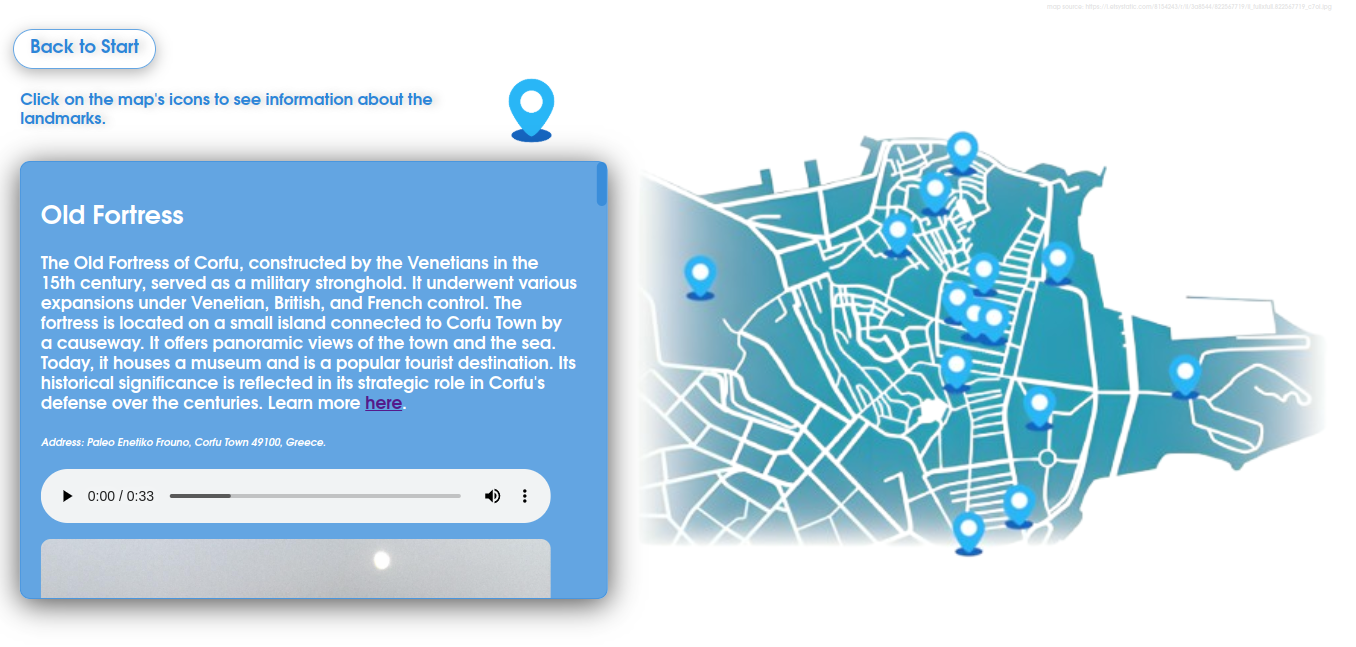 Back to Start
Click on the map's icons to see information about the
landmarks.
Old Fortress
The Old Fortress of Corfu, constructed by the Venetians in the
15th century, served as a military stronghold. It underwent various
expansions under Venetian, British, and French control. The
fortress is located on a small island connected to Corfu Town by
a causeway. It offers panoramic views of the town and the sea.
Today, it houses a museum and is a popular tourist destination. Its
historical significance is reflected in its strategic role in Corfu's
defense over the centuries. Learn more here.
Address: Paleo Enetiko Frouno, Corfu Town 49100, Greece.
0:00 / 0:33
map source: